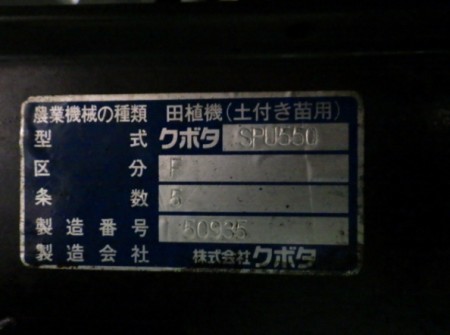 農業機械の種類 田植機(土付き苗用)
型式 クボタ SPU550
区分 F
条数 5
製造番号 50935
製造会社 株式会社クボタ